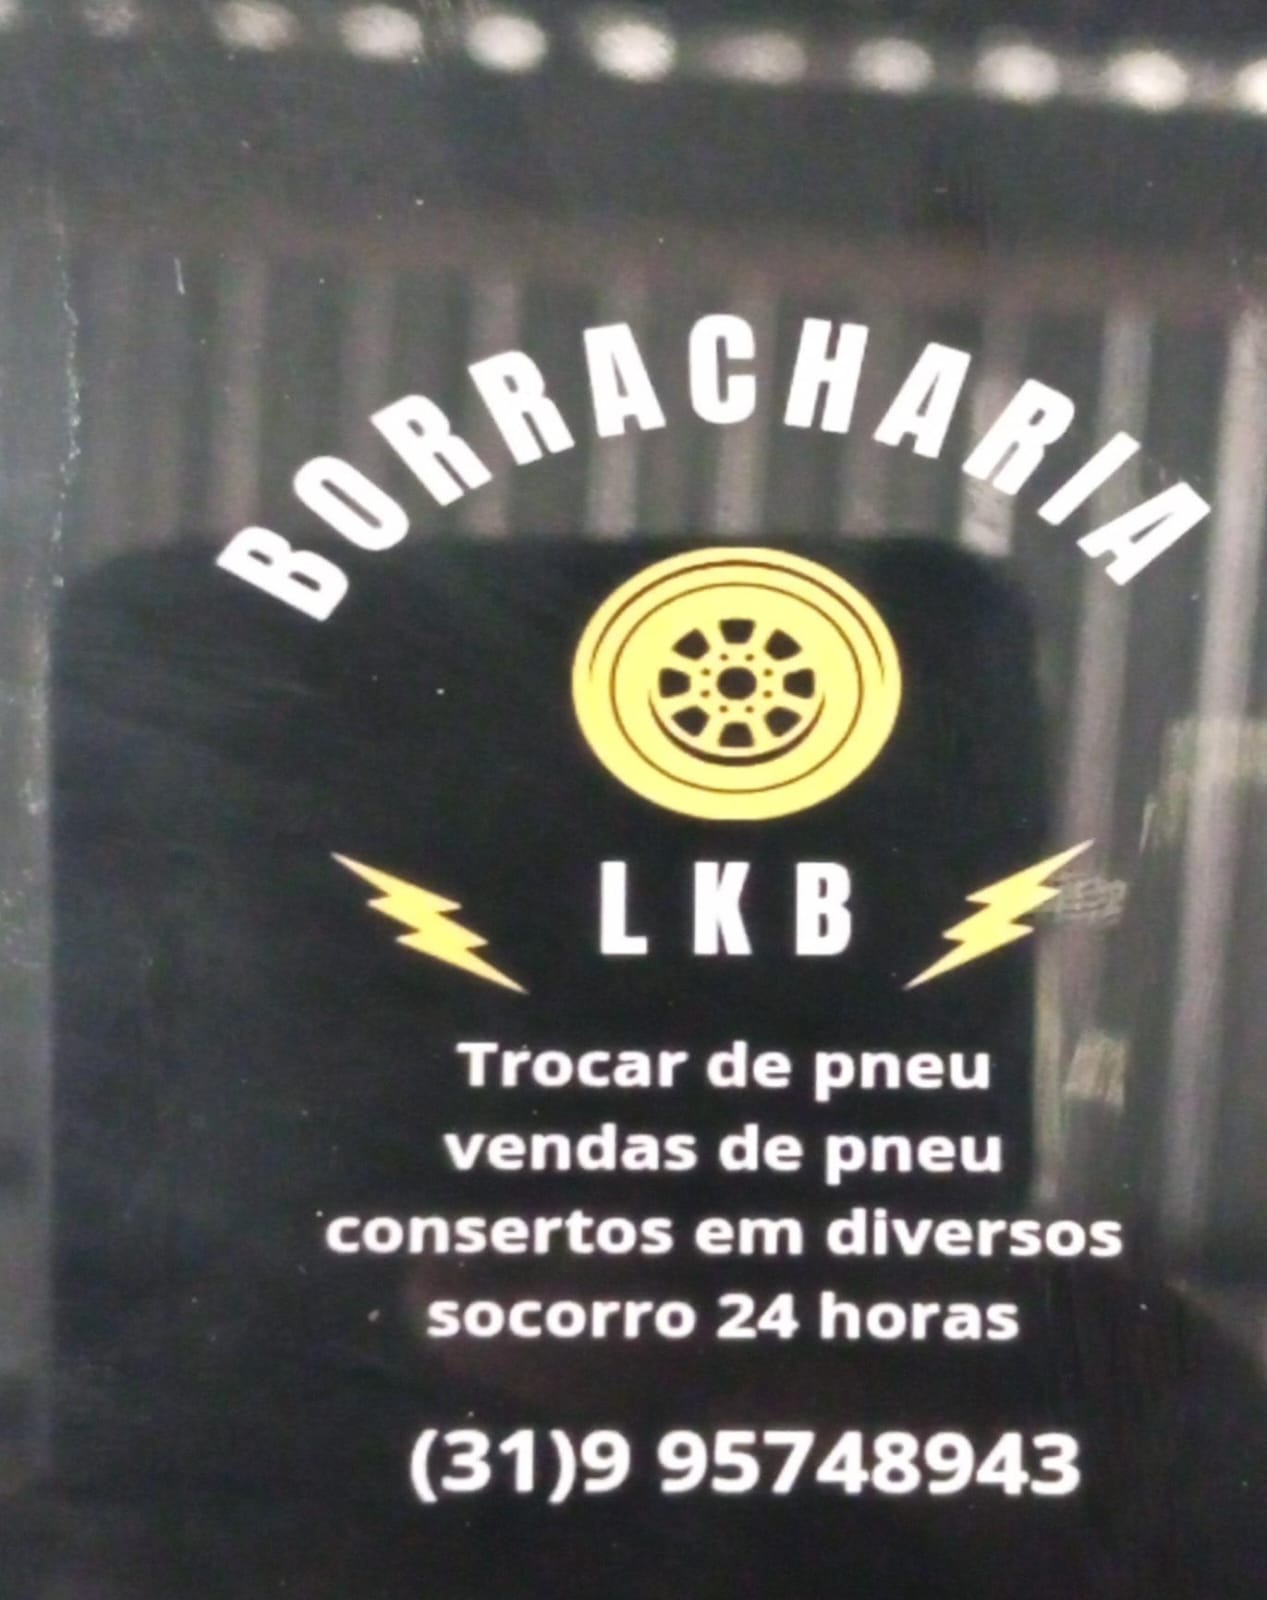 BORRACHARIA
LKB
Trocar de pneu
vendas de pneu
consertos em diversos
socorro 24 horas
(31)9 95748943